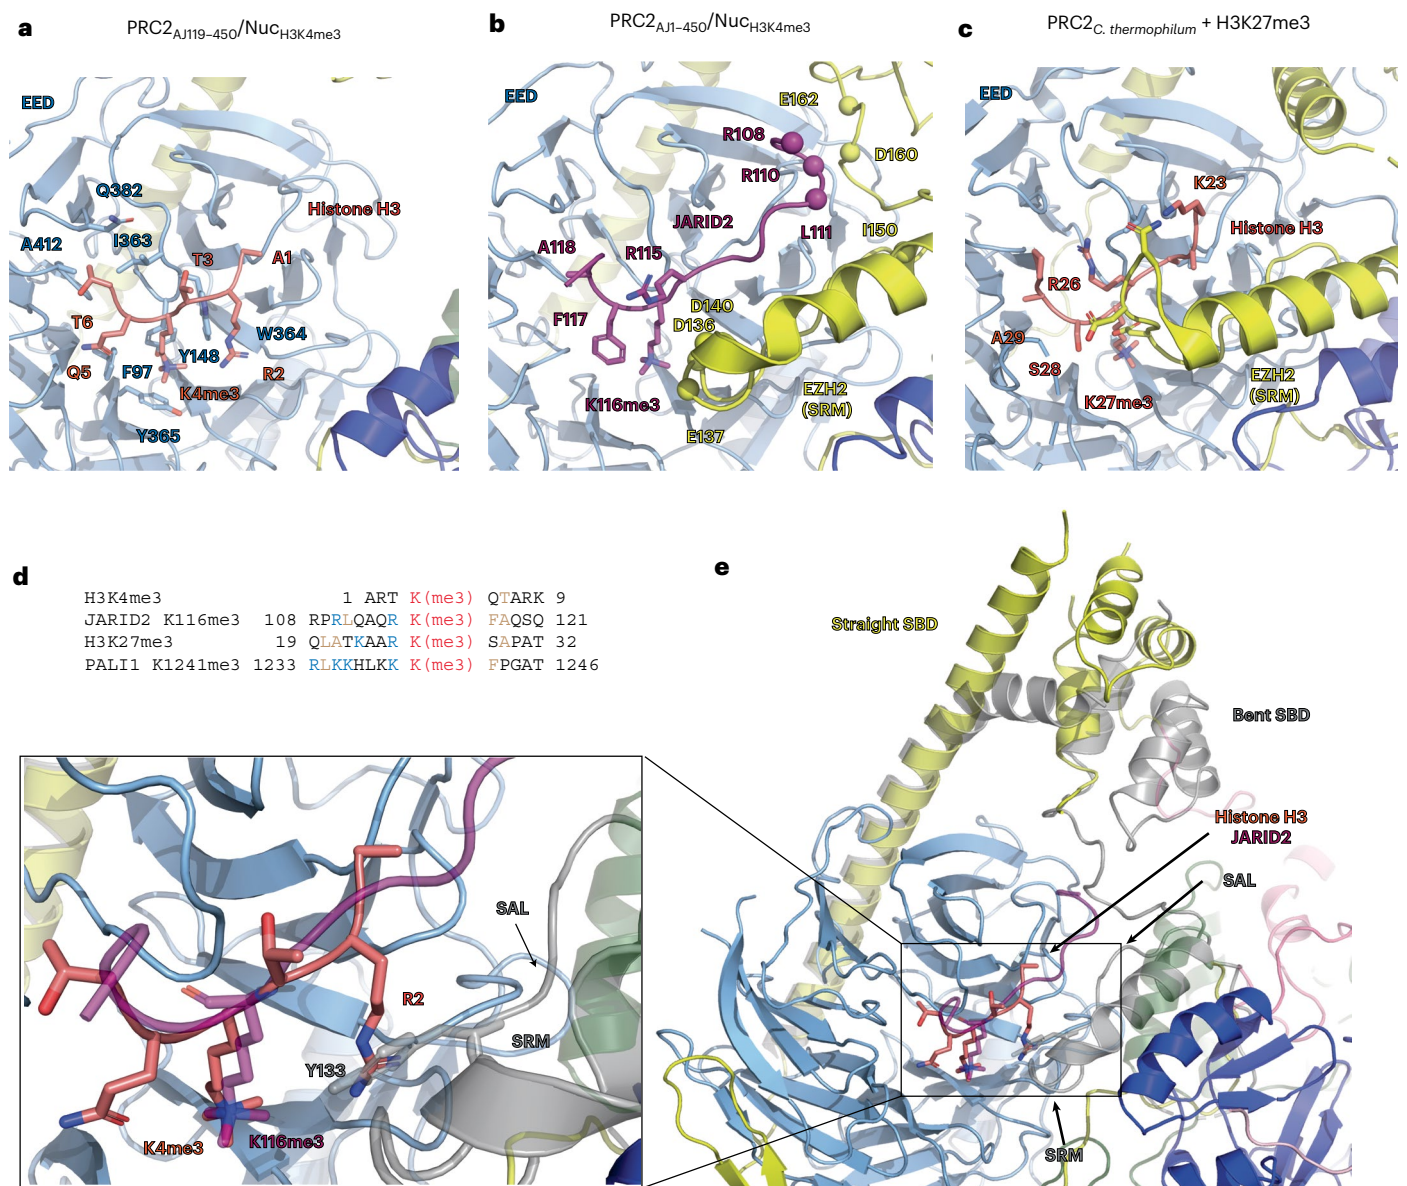 a
PRC2AJ119–450/NucH3K4me3
EED
Q382
Histone H3
A412
I363
T3
A1
T6
W364
Y148
Q5
F97
R2
K4me3
Y365
b
PRC2AJ1–450/NucH3K4me3
EED
E162
R108
D160
R110
JARID2
L111
I150
A118
R115
D140
F117
D136
EZH2
(SRM)
K116me3
E137
c
PRC2C. thermophilum + H3K27me3
EED
K23
Histone H3
R26
A29
S28
EZH2
(SRM)
K27me3
d
H3K4me3 1 ART K(me3) QTARK 9
JARID2 K116me3 108 RPRLQAQR K(me3) FAQSQ 121
H3K27me3 19 QLATKAAR K(me3) SAPAT 32
PALI1 K1241me3 1233 RLKKHLKK K(me3) FPGAT 1246
SAL
R2
SRM
Y133
K4me3
K116me3
e
Straight SBD
Bent SBD
Histone H3
JARID2
SAL
SRM